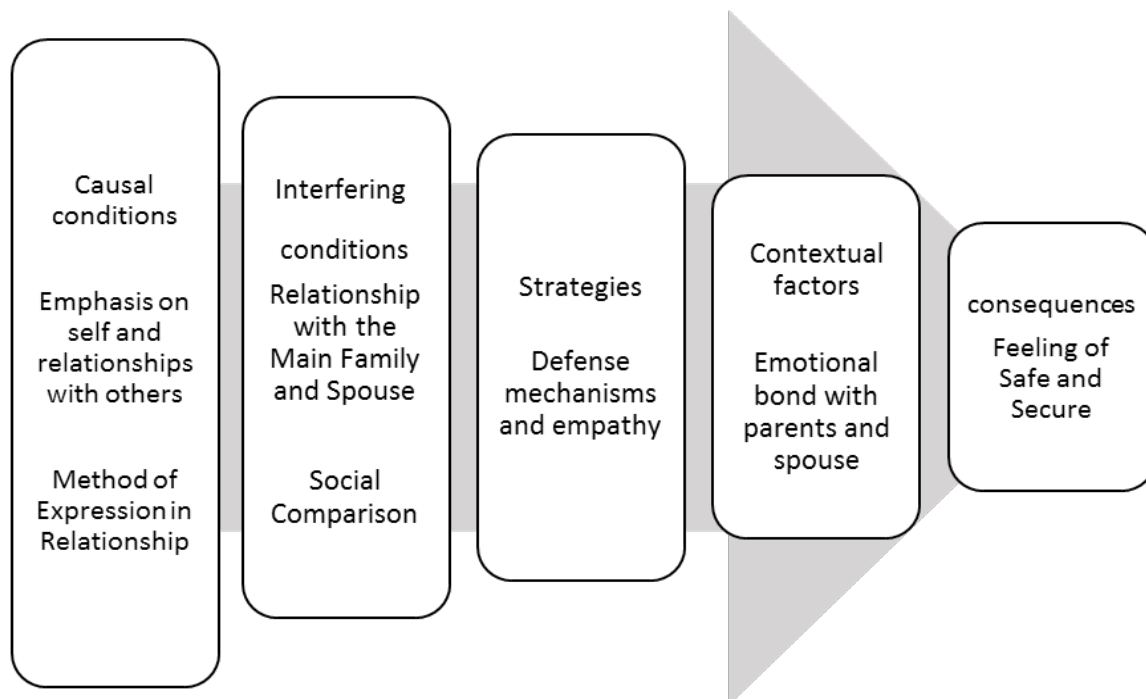 Causal
conditions
Emphasis on
self and
relationships
with others
Method of
Expression in
Relationship
Interfering
conditions
Relationship
with the
Main Family
and Spouse
Social
Comparison
Strategies
Defense
mechanisms
and empathy
Contextual
factors
Emotional
bond with
parents and
spouse
consequences
Feeling of
Safe and
Secure